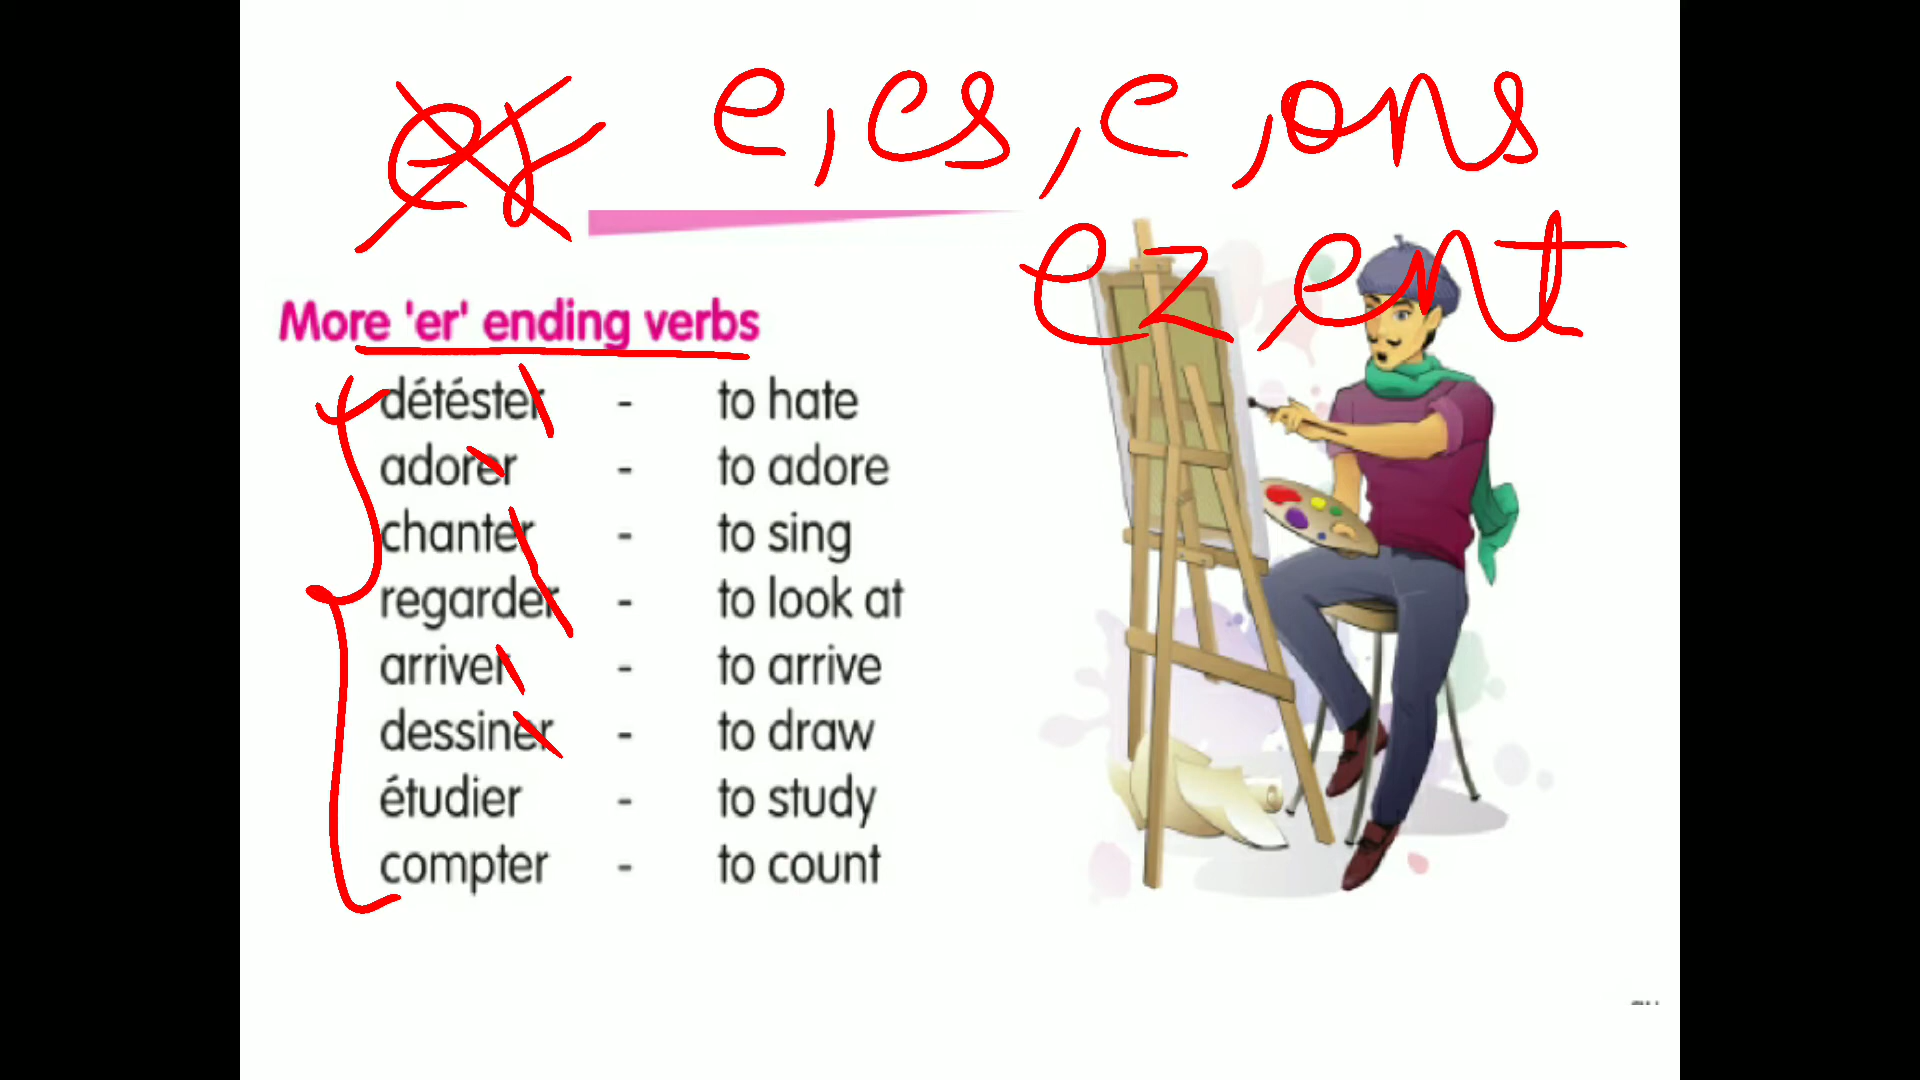 er e, es, e, ons
ez, ent
More 'er' ending verbs
détéster - to hate
adorer - to adore
chanter - to sing
regarder - to look at
arriver - to arrive
dessiner - to draw
étudier - to study
compter - to count